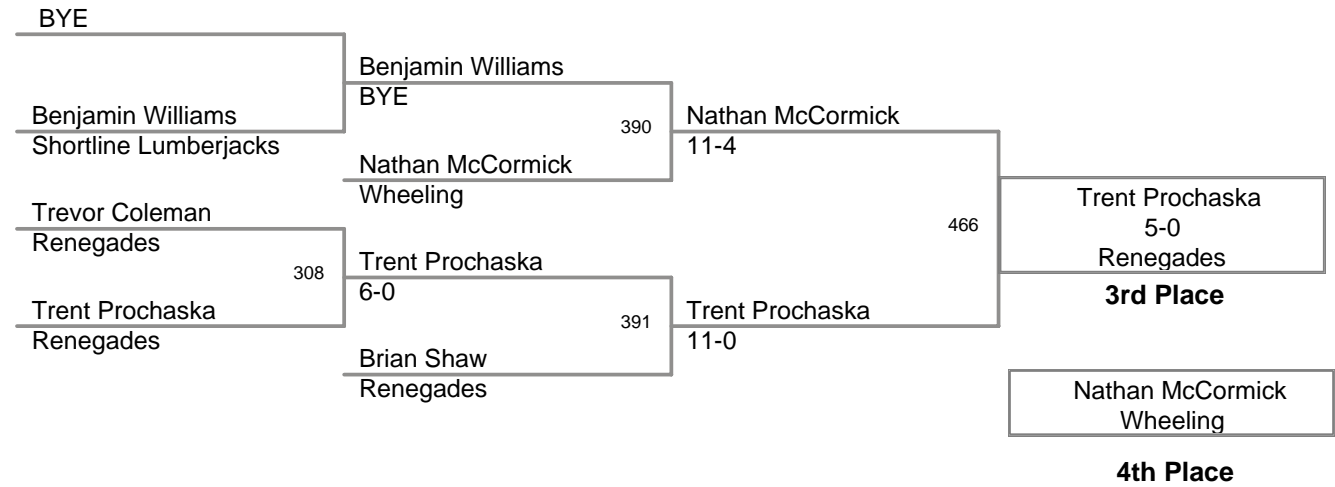 BYE
Benjamin Williams
BYE
Benjamin Williams
Shortline Lumberjacks
390
Nathan McCormick
11-4
Nathan McCormick
Wheeling
Trevor Coleman
Renegades
308
Trent Prochaska
6-0
466
Trent Prochaska
5-0
Renegades
3rd Place
Trent Prochaska
Renegades
391
Trent Prochaska
11-0
Brian Shaw
Renegades
Nathan McCormick
Wheeling
4th Place